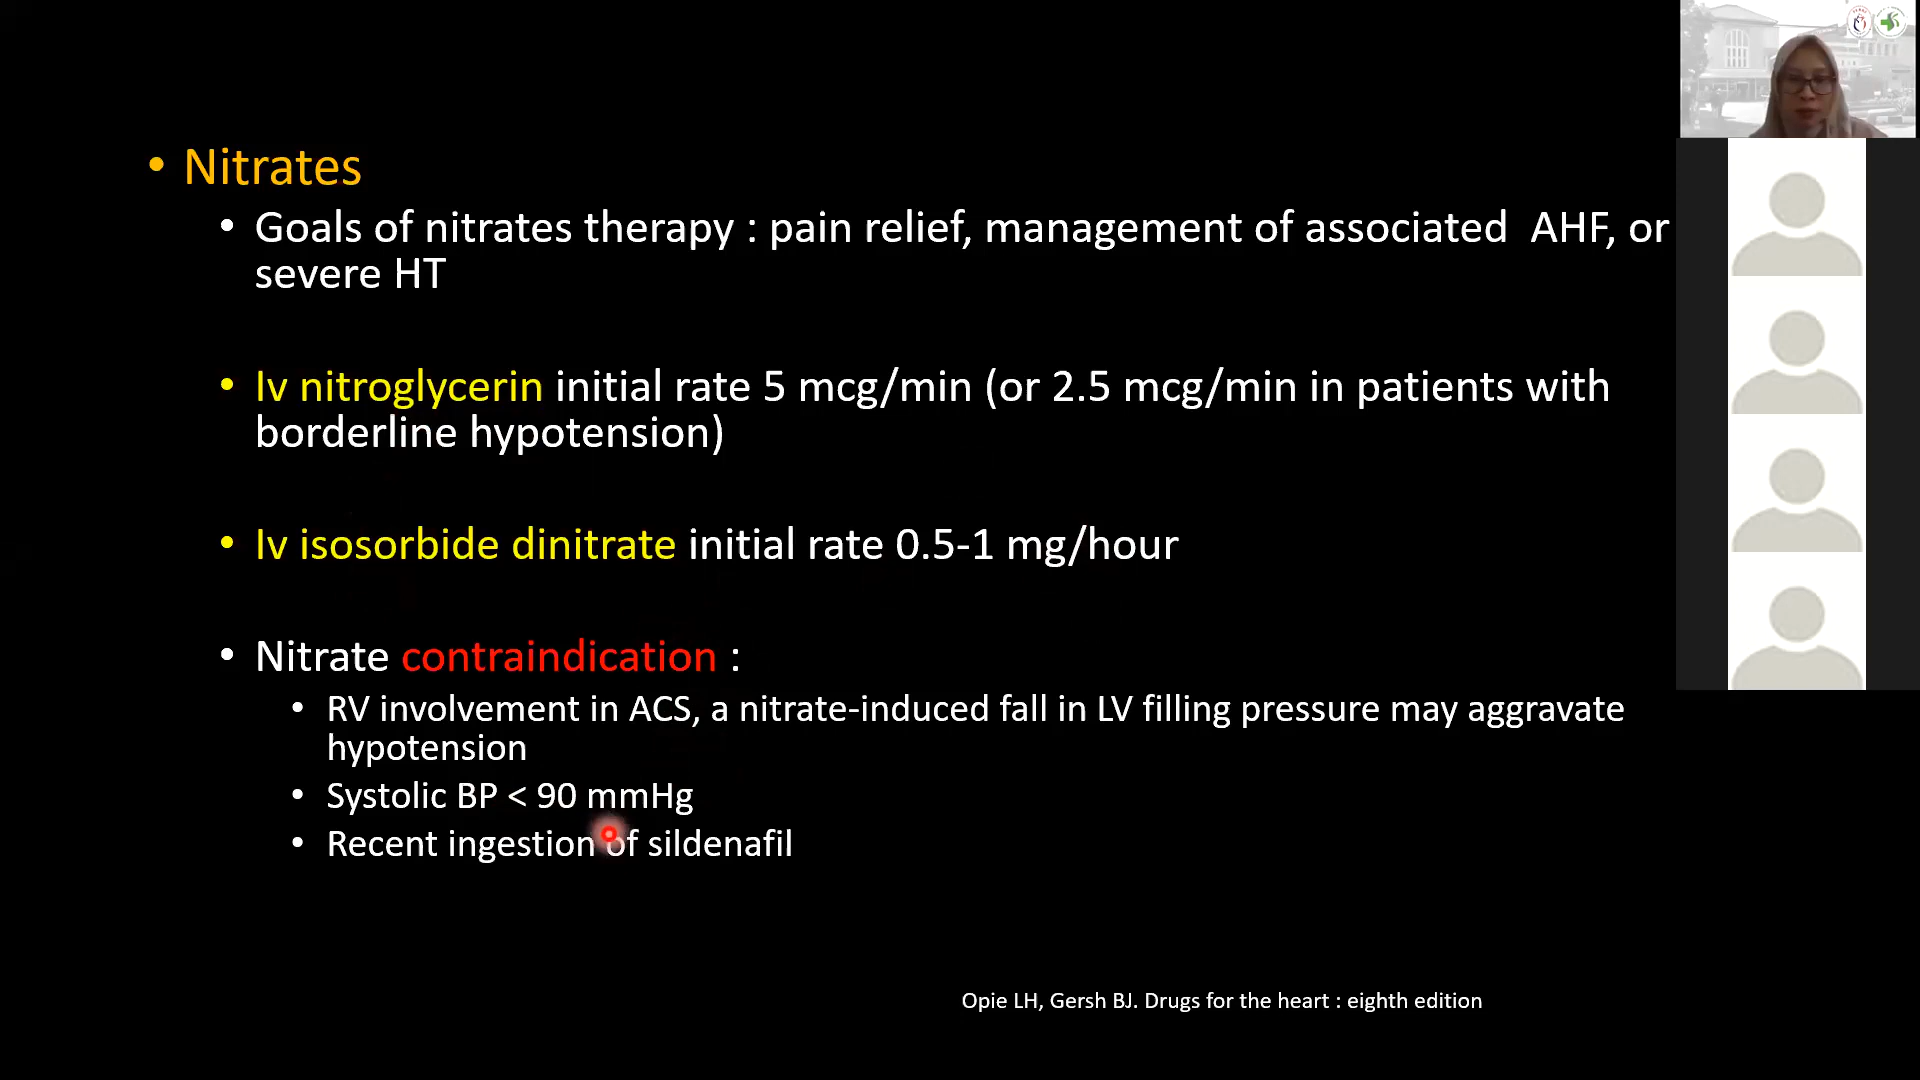 • Nitrates
• Goals of nitrates therapy : pain relief, management of associated AHF, or
severe HT
• Iv nitroglycerin initial rate 5 mcg/min (or 2.5 mcg/min in patients with
borderline hypotension)
• Iv isosorbide dinitrate initial rate 0.5-1 mg/hour
• Nitrate contraindication :
• RV involvement in ACS, a nitrate-induced fall in LV filling pressure may aggravate
hypotension
• Systolic BP < 90 mmHg
• Recent ingestion of sildenafil
Opie LH, Gersh BJ. Drugs for the heart : eighth edition